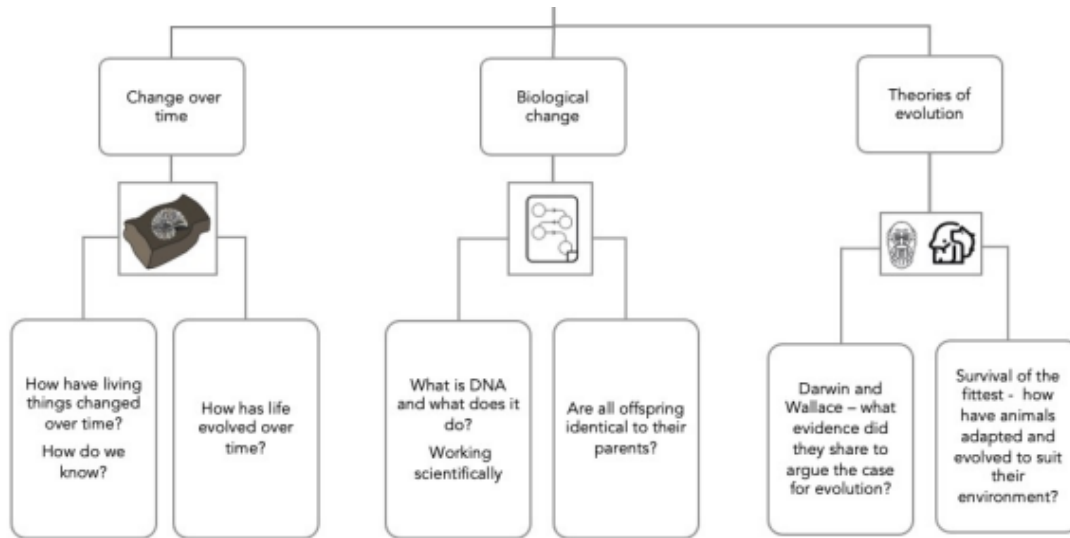 Change over
time
Biological
change
Theories of
evolution
How have living
things changed
over time?
How do we
know?
How has life
evolved over
time?
What is DNA
and what does it
do?
Working
scientifically
Are all offspring
identical to their
parents?
Darwin and
Wallace – what
evidence did
they share to
argue the case
for evolution?
Survival of the
fittest - how
have animals
adapted and
evolved to suit
their
environment?